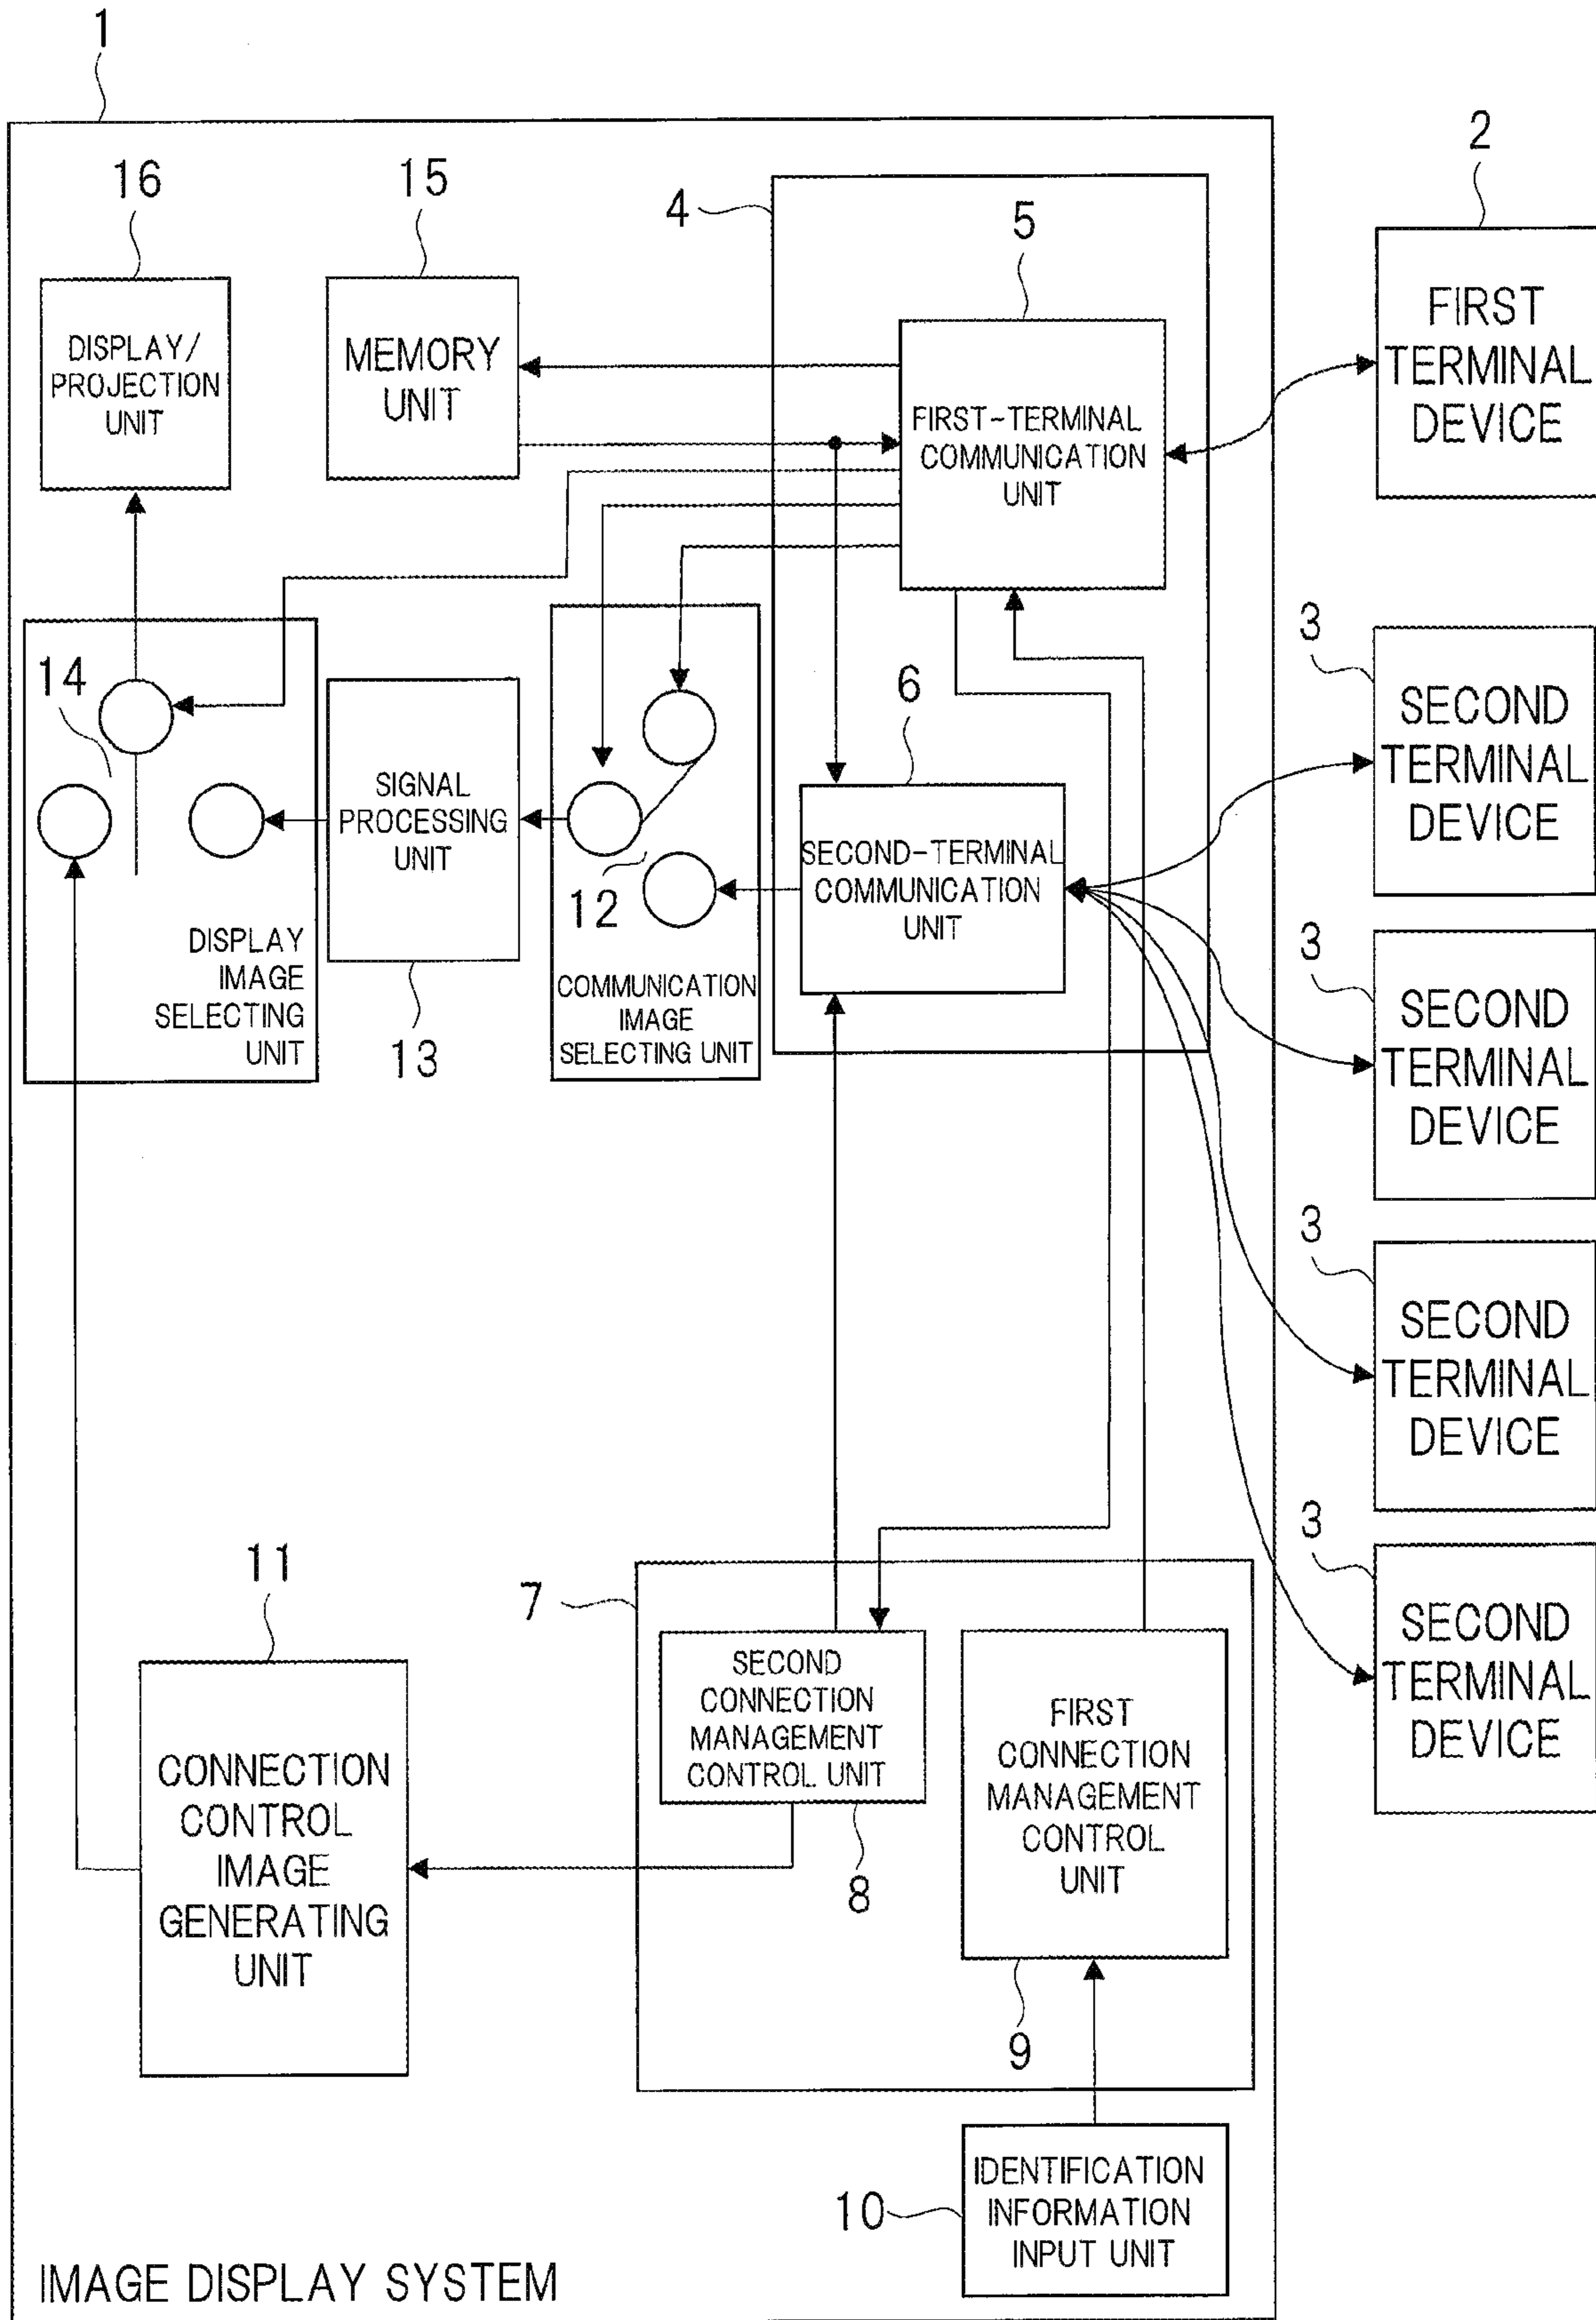 1
16
15
4
5
2
DISPLAY/
PROJECTION
UNIT
MEMORY
UNIT
FIRST-TERMINAL
COMMUNICATION
UNIT
FIRST
TERMINAL
DEVICE
14
SIGNAL
PROCESSING
UNIT
13
12
6
SECOND-TERMINAL
COMMUNICATION
UNIT
DISPLAY
IMAGE
SELECTING
UNIT
COMMUNICATION
IMAGE
SELECTING UNIT
3
SECOND
TERMINAL
DEVICE
3
SECOND
TERMINAL
DEVICE
3
SECOND
TERMINAL
DEVICE
3
SECOND
TERMINAL
DEVICE
11
CONNECTION
CONTROL
IMAGE
GENERATING
UNIT
7
SECOND
CONNECTION
MANAGEMENT
CONTROL UNIT
8
FIRST
CONNECTION
MANAGEMENT
CONTROL
UNIT
9
10
IDENTIFICATION
INFORMATION
INPUT UNIT
IMAGE DISPLAY SYSTEM